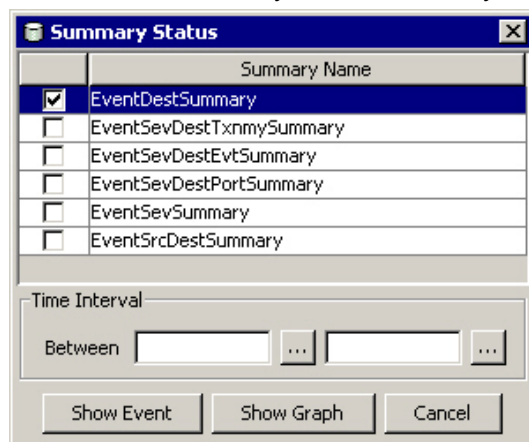 Summary Status
Summary Name
EventDestSummary
EventSevDestTxnmySummary
EventSevDestEvtSummary
EventSevDestPortSummary
EventSevSummary
EventSrcDestSummary
Time Interval
Between ... ...
Show Event Show Graph Cancel